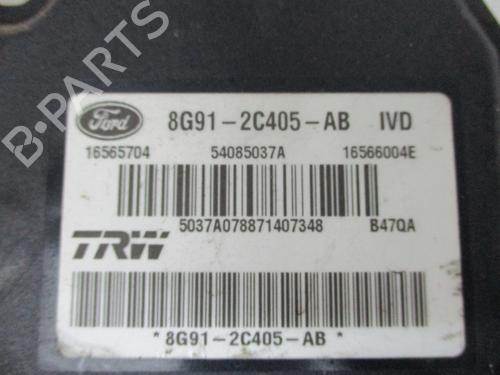 Ford 8G91-2C405-AB IVD
16565704 54085037A 16566004E
5037A078871407348 B47QA
TRW
*8G91-2C405-AB*
B-PARTS